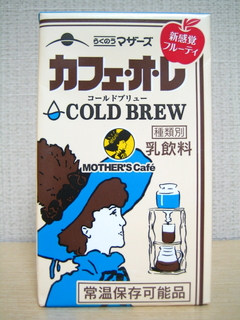 らくのうマザーズ
新感覚
フルーティ
カフェ・オ・レ
コールドブリュー
COLD BREW
種類別
乳飲料
MOTHER'S Café
常温保存可能品